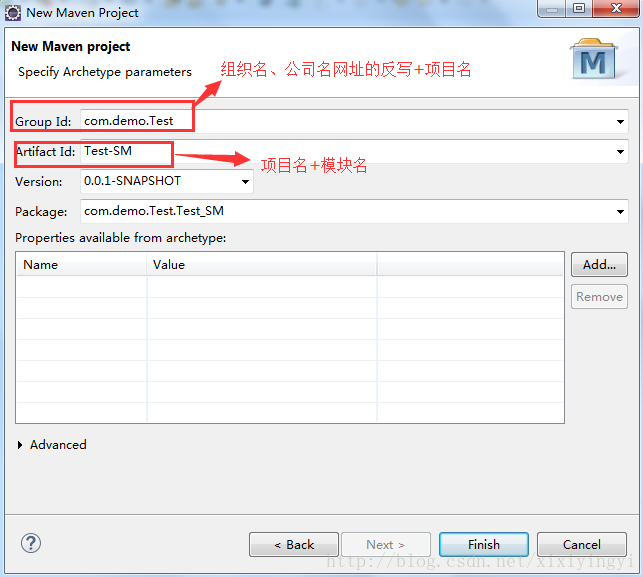 New Maven Project
New Maven project
Specify Archetype parameters
组织名、公司名网址的反写+项目名
M
Group Id: com.demo.Test
Artifact Id: Test-SM
项目名+模块名
Version: 0.0.1-SNAPSHOT
Package: com.demo.Test.Test_SM
Properties available from archetype:
Name Value
Add...
Remove
Advanced
?
< Back Next > Finish Cancel
http://blog.csdn.net/xixiyingyi